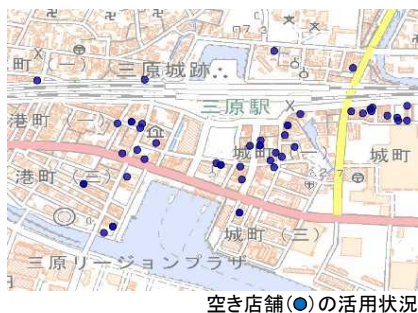 三原城跡
町（一）
三原駅
港町（一）
城町（
城町
港町（三）
城町（三）
三原リージョンプラザ
空き店舗(●)の活用状況